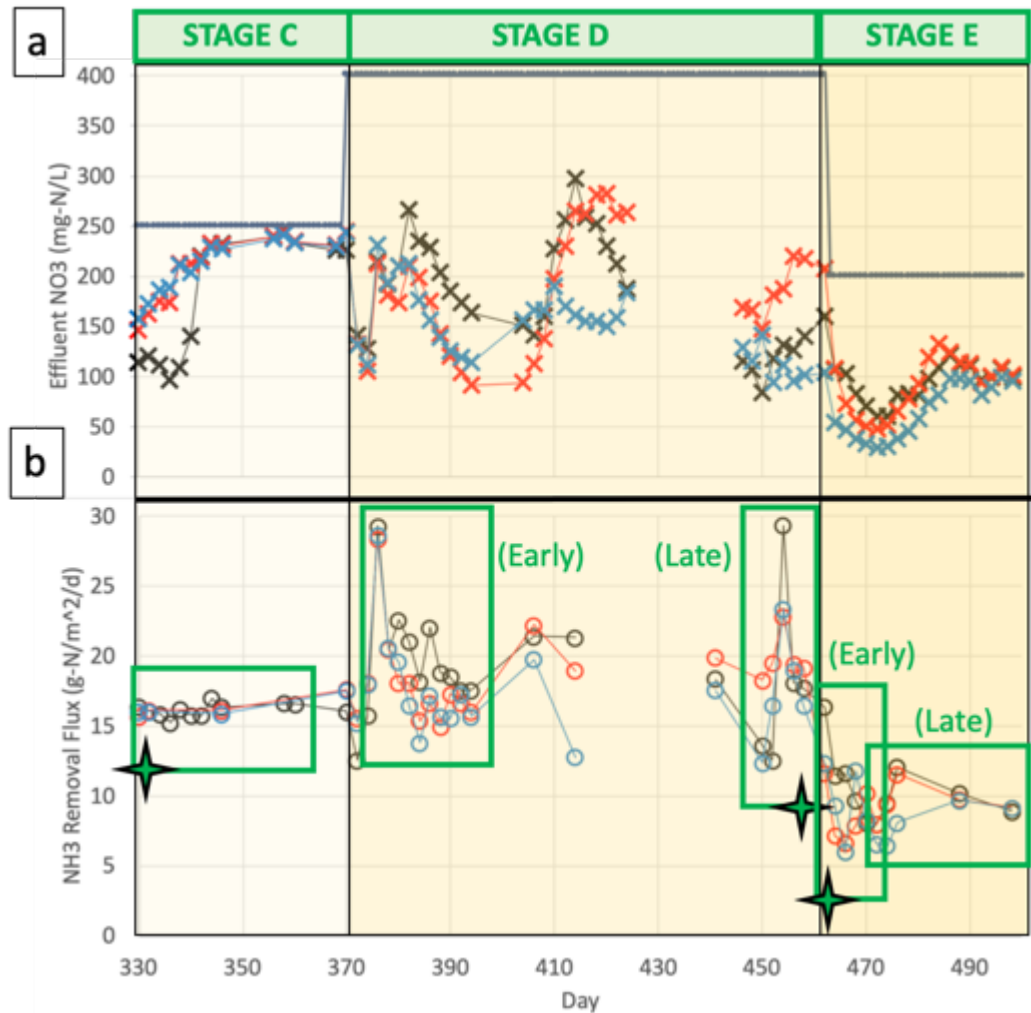 a
STAGE C STAGE D STAGE E
Effluent NO3 (mg-N/L)
400
350
300
250
200
150
100
50
0
b
NH3 Removal Flux (g-N/m^2/d)
30
25
20
15
10
5
0
(Early)
(Late)
(Early)
(Late)
330 350 370 390 410 430 450 470 490
Day